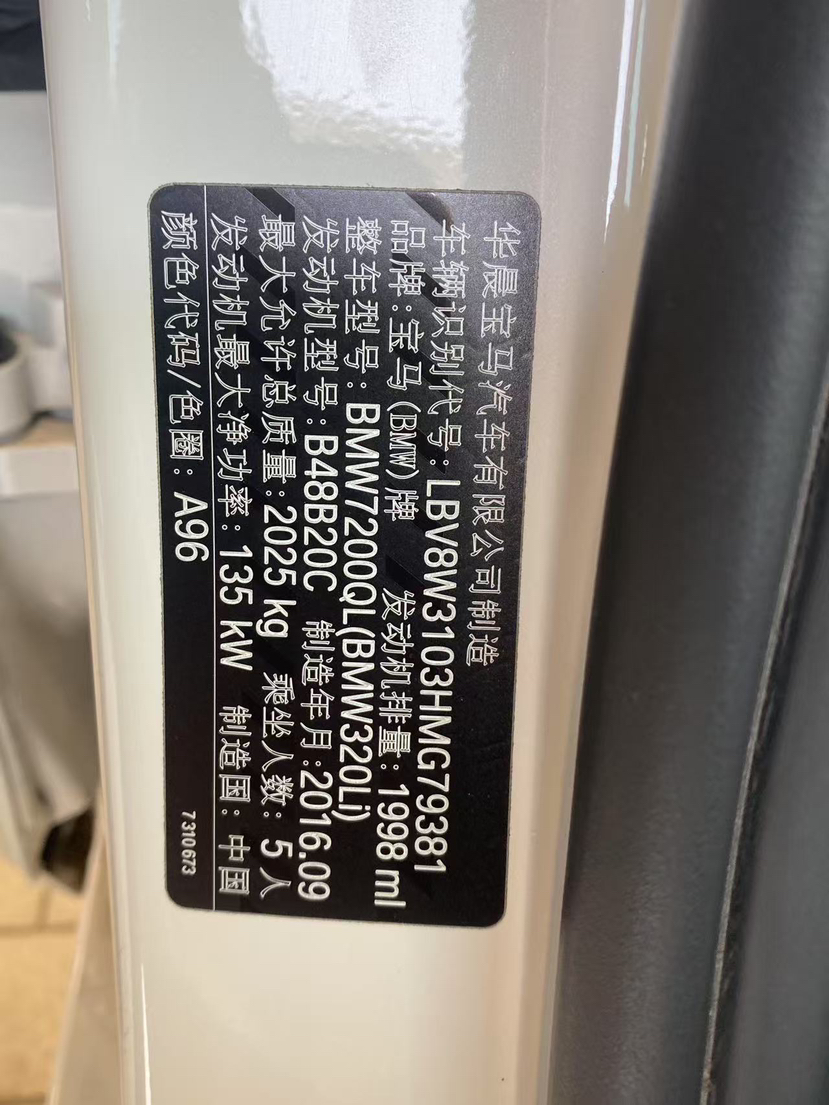 华晨宝马汽车有限公司制造
车辆识别代号:LBV8W3103HMG79381
品牌:宝马(BMW)牌 发动机排量:1998 ml
整车型号:BMW7200QL(BMW320Li)
发动机型号:B48B20C 制造年月:2016.09
最大允许总质量:2025 kg 乘坐人数:5人
发动机最大净功率:135 kW 制造国:中国
颜色代码/色圈:A96
7 310 673